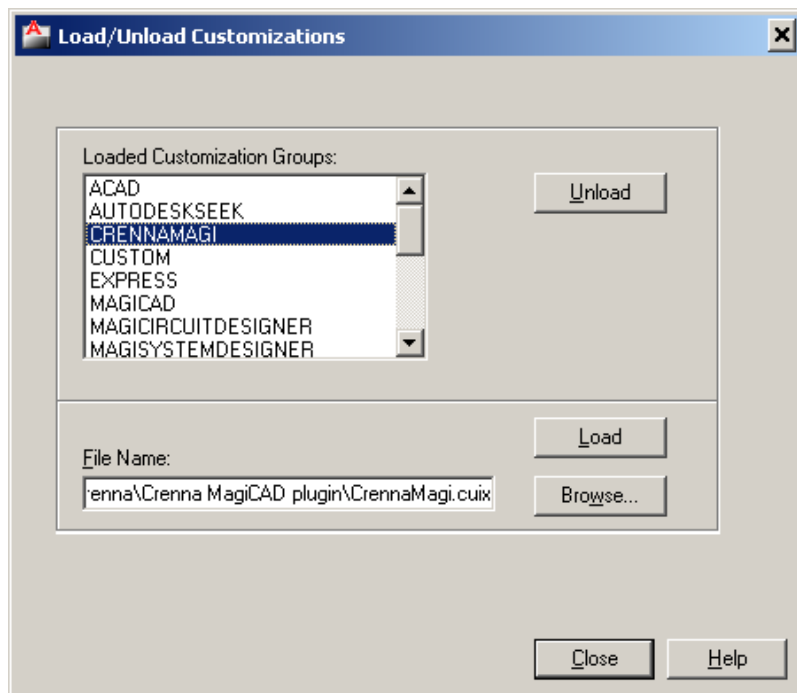 Load/Unload Customizations
Loaded Customization Groups:
ACAD
AUTODESKSEEK
CRENNAMAGI
CUSTOM
EXPRESS
MAGICAD
MAGICIRCUITDESIGNER
MAGISYSTEMDESIGNER
Unload
Load
File Name:
renna\Crenna MagiCAD plugin\CrennaMagi.cuix
Browse...
Close
Help